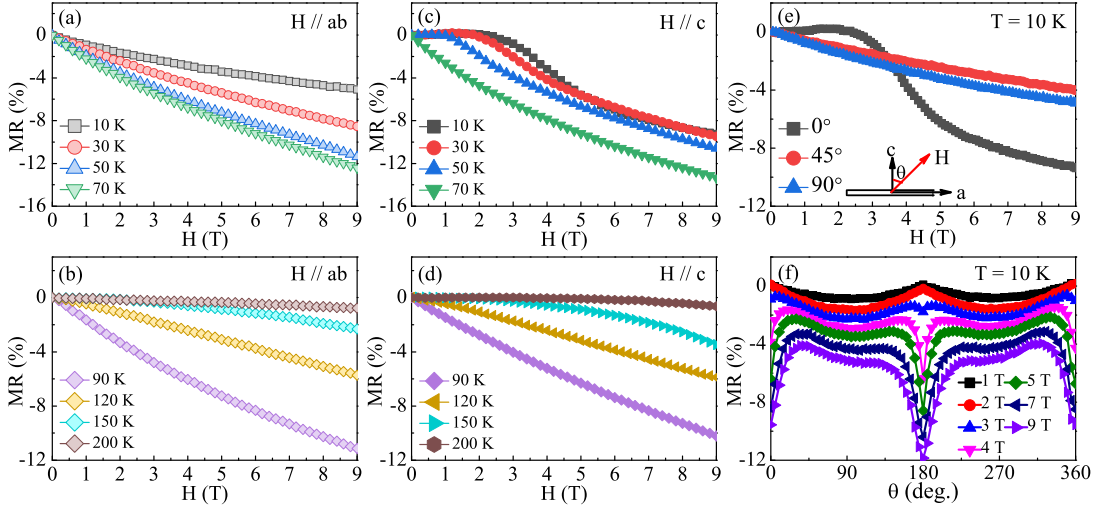 (a) H // ab
0
-4
-8
-12
-16
MR (%)
10 K
30 K
50 K
70 K
0 1 2 3 4 5 6 7 8 9
H (T)
(c) H // c
0
-4
-8
-12
-16
MR (%)
10 K
30 K
50 K
70 K
0 1 2 3 4 5 6 7 8 9
H (T)
(e) T = 10 K
0
-4
-8
-12
MR (%)
0°
45°
90°
c
θ
H
a
0 1 2 3 4 5 6 7 8 9
H (T)
(b) H // ab
0
-4
-8
-12
MR (%)
90 K
120 K
150 K
200 K
0 1 2 3 4 5 6 7 8 9
H (T)
(d) H // c
0
-4
-8
-12
MR (%)
90 K
120 K
150 K
200 K
0 1 2 3 4 5 6 7 8 9
H (T)
(f) T = 10 K
0
-4
-8
-12
MR (%)
1 T 5 T
2 T 7 T
3 T 9 T
4 T
0 90 180 270 360
θ (deg.)